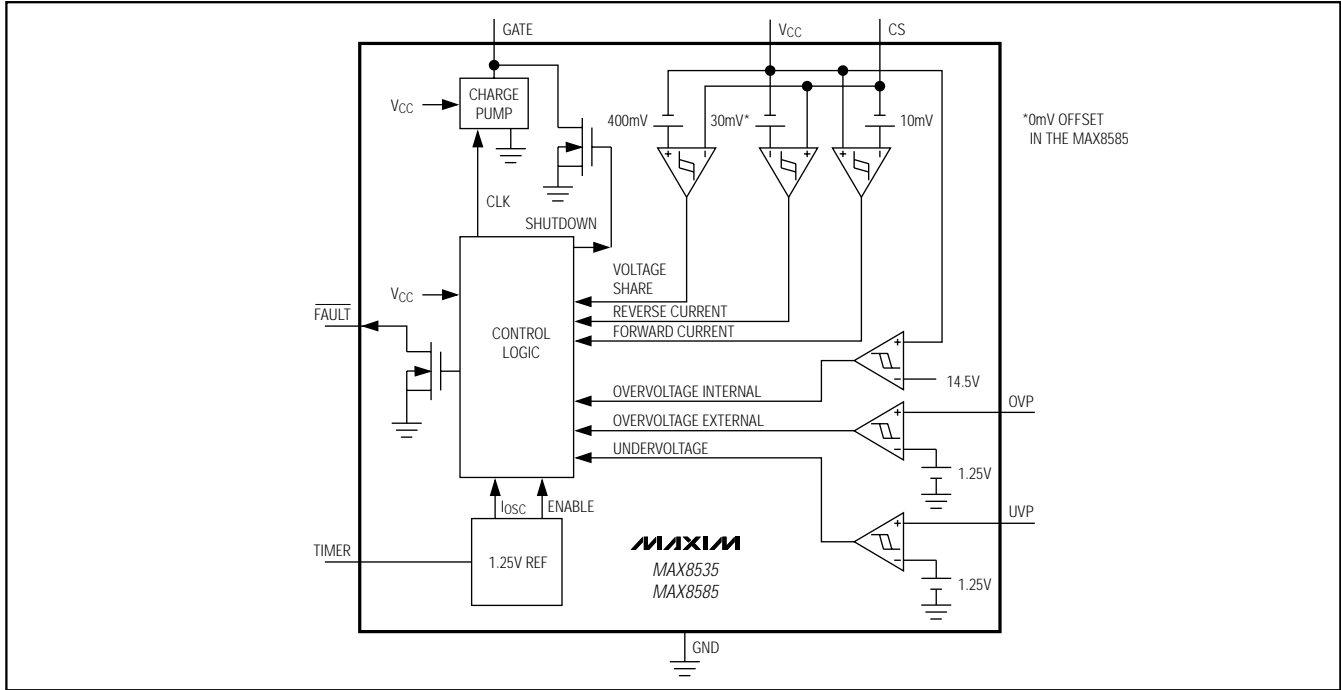 GATE
VCC
CS
CHARGE
PUMP
VCC
400mV
30mV*
10mV
*0mV OFFSET
IN THE MAX8585
+
–
–
+
+
–
CLK
SHUTDOWN
VOLTAGE
SHARE
VCC
REVERSE CURRENT
FAULT
FORWARD CURRENT
CONTROL
LOGIC
+
–
14.5V
OVERVOLTAGE INTERNAL
OVP
+
OVERVOLTAGE EXTERNAL
–
UNDERVOLTAGE
1.25V
IOSC
ENABLE
UVP
+
TIMER
1.25V REF
MAXIM
–
MAX8535
MAX8585
1.25V
GND